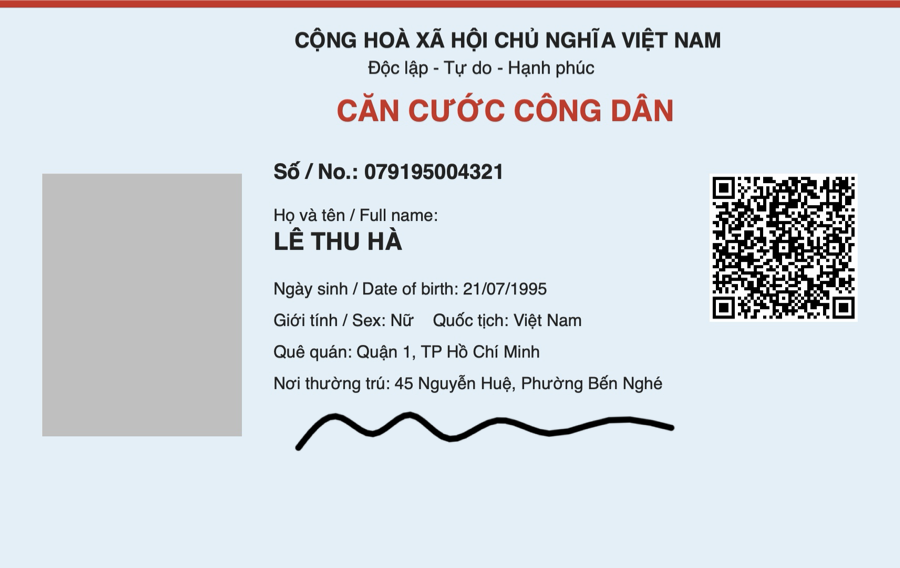 CỘNG HOÀ XÃ HỘI CHỦ NGHĨA VIỆT NAM
Độc lập - Tự do - Hạnh phúc
CĂN CƯỚC CÔNG DÂN
Số / No.: 079195004321
Họ và tên / Full name:
LÊ THU HÀ
Ngày sinh / Date of birth: 21/07/1995
Giới tính / Sex: Nữ Quốc tịch: Việt Nam
Quê quán: Quận 1, TP Hồ Chí Minh
Nơi thường trú: 45 Nguyễn Huệ, Phường Bến Nghé